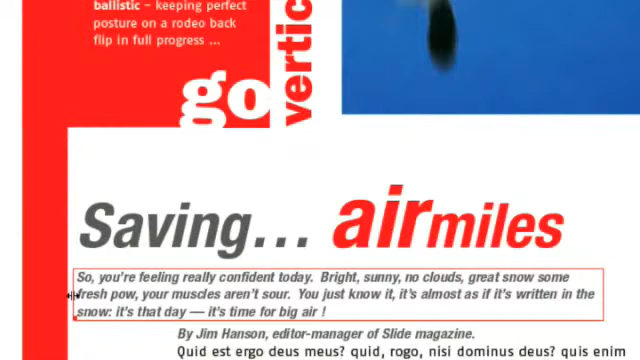 ballistic – keeping perfect
posture on a rodeo back
flip in full progress ...
go
vertic
Saving... airmiles
So, you're feeling really confident today. Bright, sunny, no clouds, great snow some
fresh pow, your muscles aren't sour. You just know it, it's almost as if it's written in the
snow: it's that day — it's time for big air !
By Jim Hanson, editor-manager of Slide magazine.
Quid est ergo deus meus? quid, rogo, nisi dominus deus? quis enim